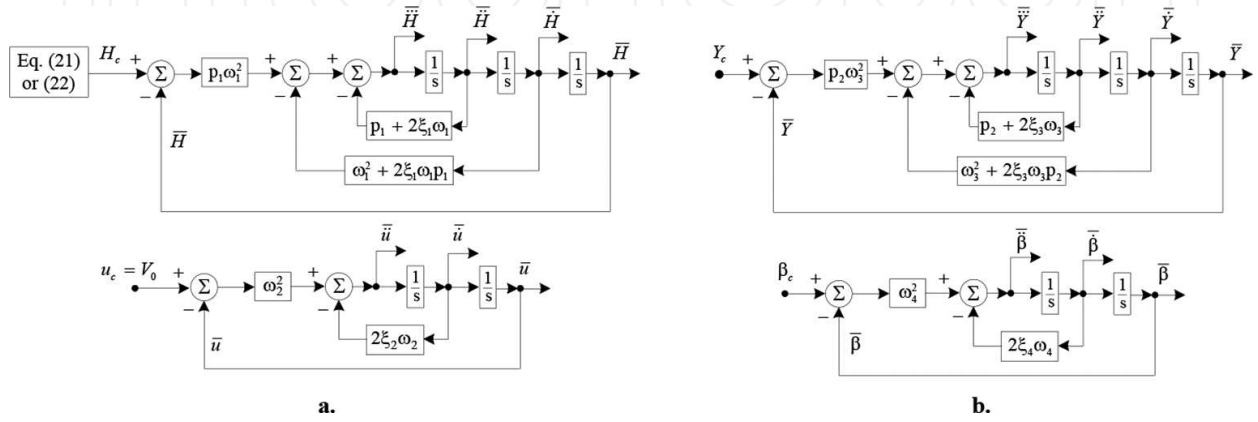 Eq. (21)
or (22)
H_c
+
−
Σ
p₁ω₁²
+
−
Σ
+
−
Σ
H̄⃛
1/s
H̄̈
1/s
H̄̇
1/s
H̄
p₁ + 2ξ₁ω₁
ω₁² + 2ξ₁ω₁p₁
H̄
u_c = V₀
+
−
Σ
ω₂²
+
−
Σ
ṻ
1/s
ū̇
1/s
ū
2ξ₂ω₂
ū
a.
Y_c
+
−
Σ
p₂ω₃²
+
−
Σ
+
−
Σ
Ȳ⃛
1/s
Ȳ̈
1/s
Ȳ̇
1/s
Ȳ
p₂ + 2ξ₃ω₃
ω₃² + 2ξ₃ω₃p₂
Ȳ
β_c
+
−
Σ
ω₄²
+
−
Σ
β̄̈
1/s
β̄̇
1/s
β̄
2ξ₄ω₄
β̄
b.